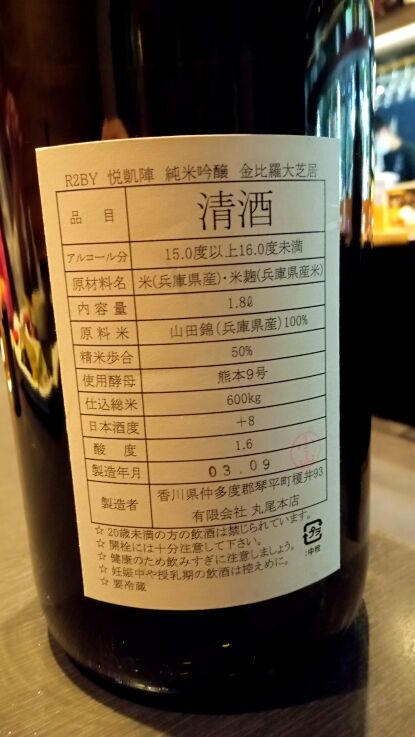 R2BY 悦凱陣 純米吟醸 金比羅大芝居
品目 清酒
アルコール分 15.0度以上16.0度未満
原材料名 米(兵庫県産)・米麹(兵庫県産米)
内容量 1.8ℓ
原料米 山田錦(兵庫県産)100%
精米歩合 50%
使用酵母 熊本9号
仕込総米 600kg
日本酒度 +8
酸度 1.6
製造年月 03.09
製造者 香川県仲多度郡琴平町榎井93
有限会社 丸尾本店
☆20歳未満の方の飲酒は禁じられています。
☆開栓には十分注意して下さい。
☆健康のため飲みすぎに注意しましょう。
☆妊娠中や授乳期の飲酒は控えめに。
☆要冷蔵
プラ
:中栓